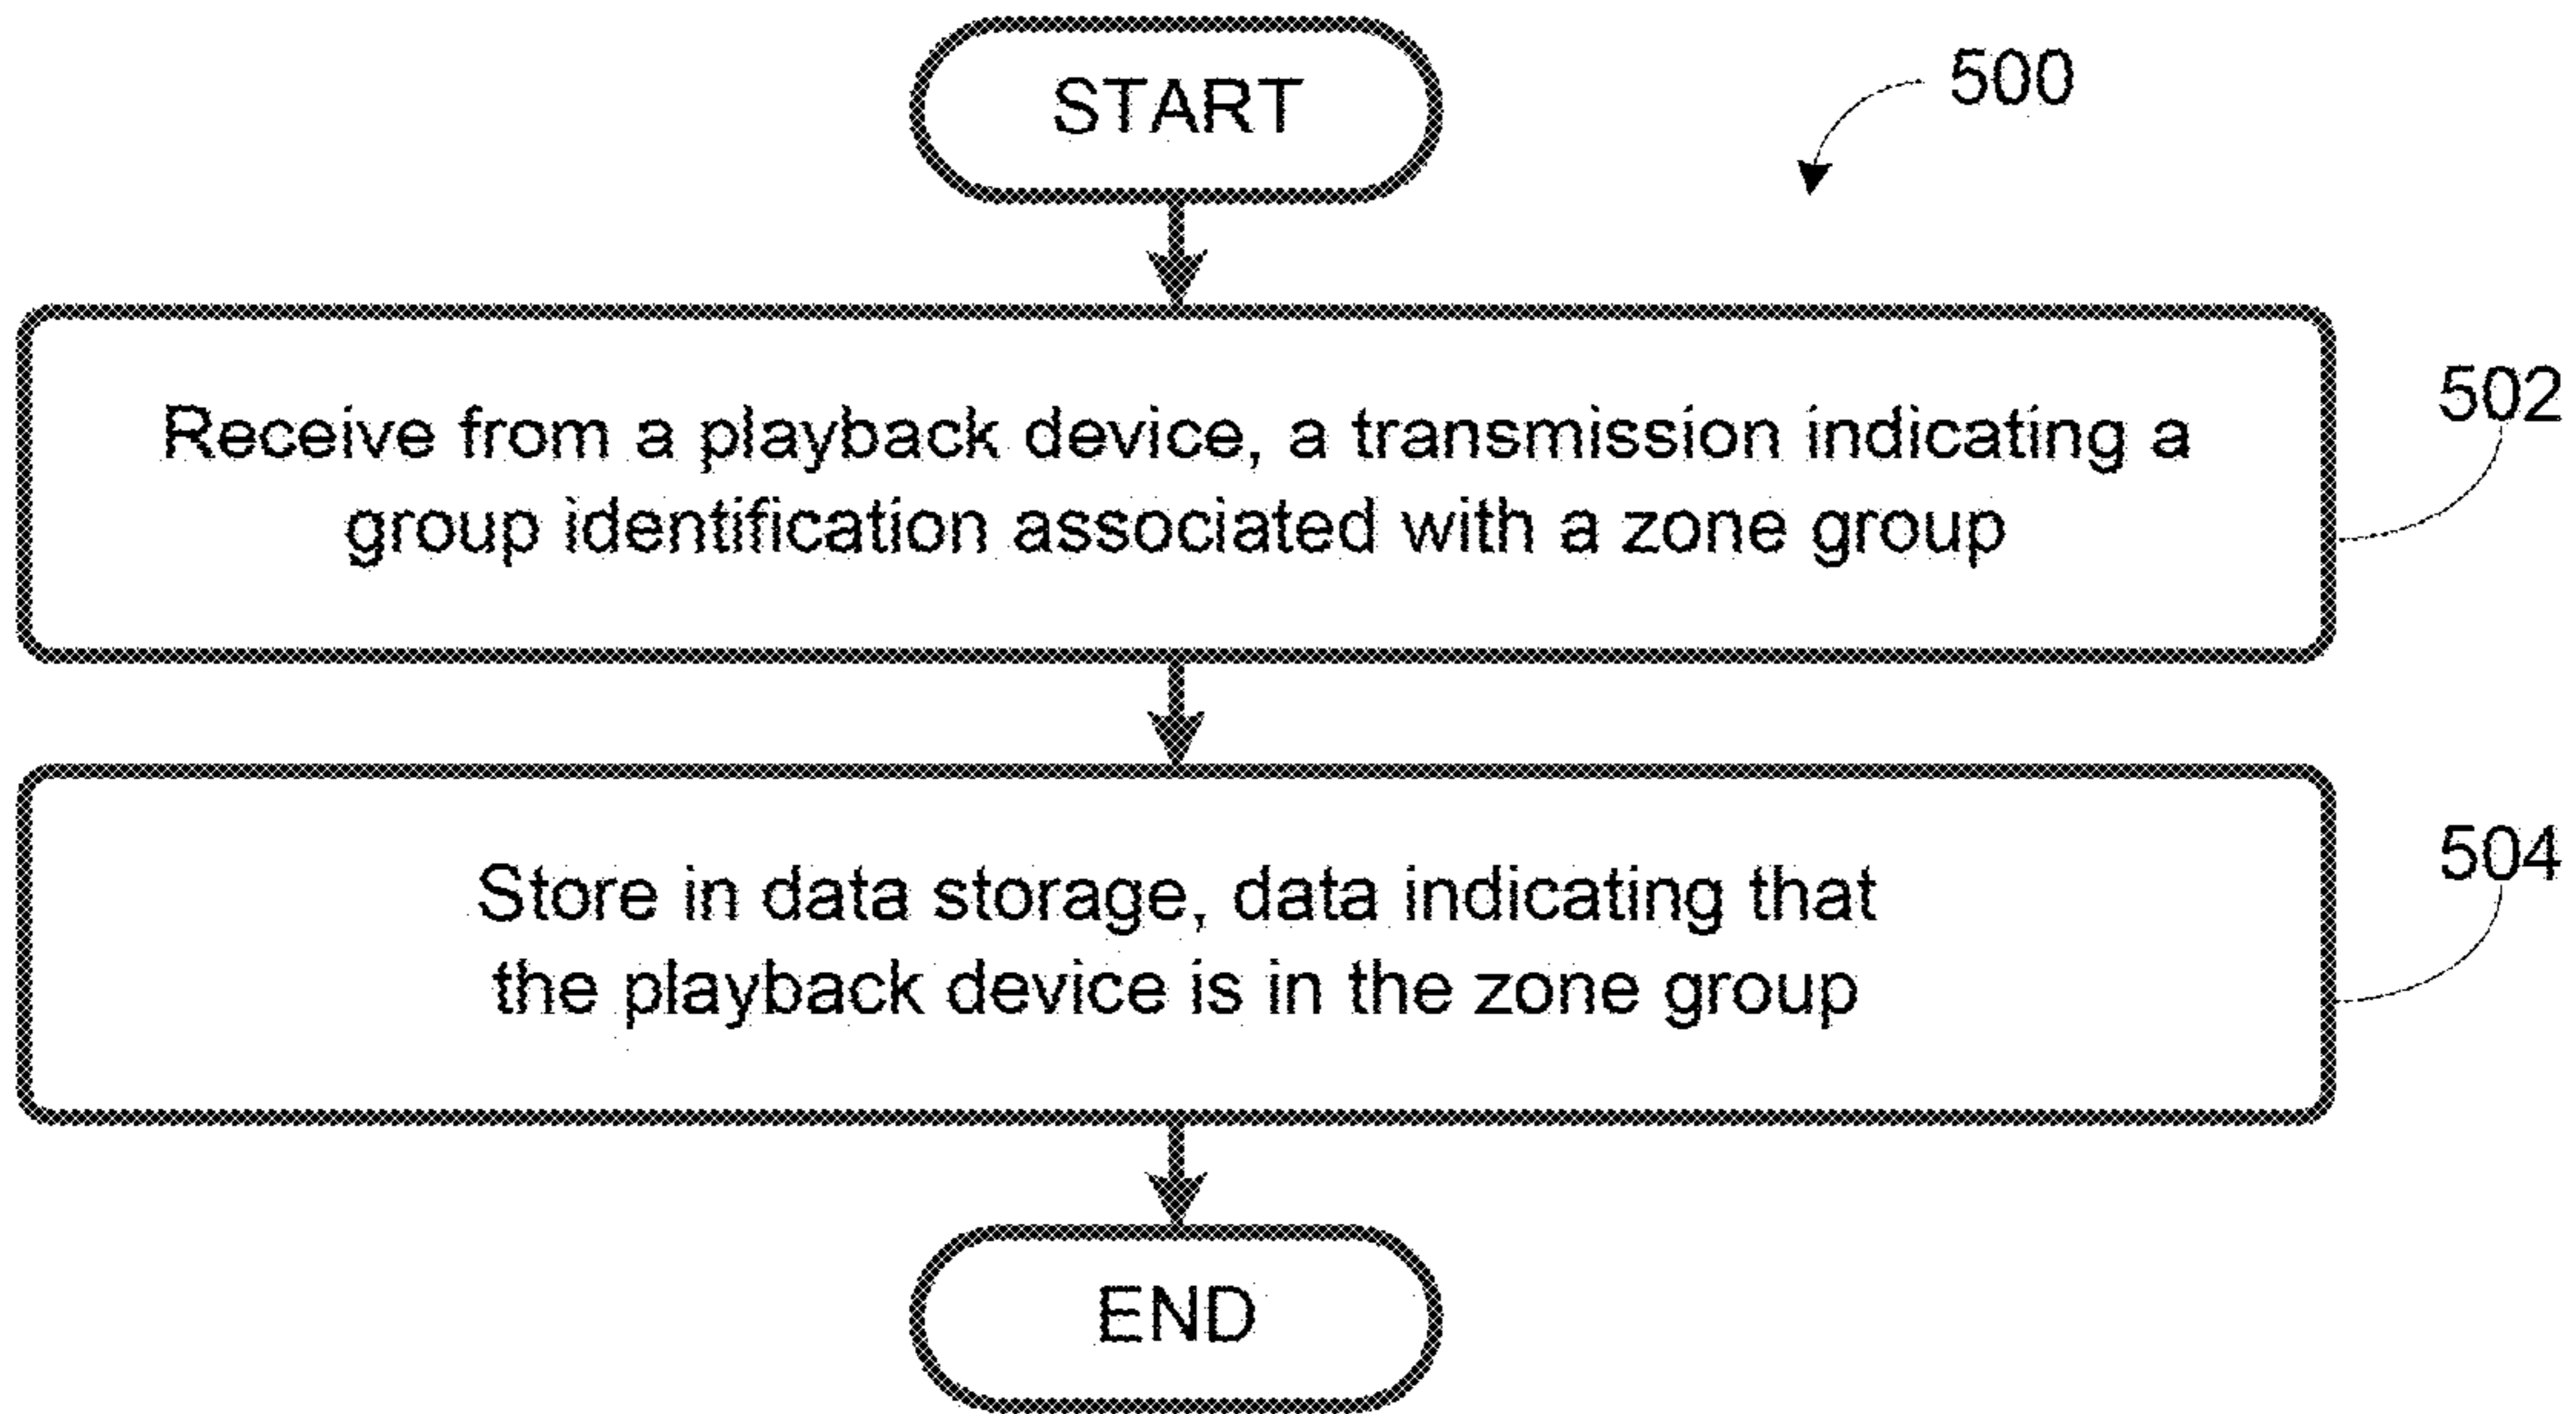 START
500
Receive from a playback device, a transmission indicating a
group identification associated with a zone group
502
Store in data storage, data indicating that
the playback device is in the zone group
504
END